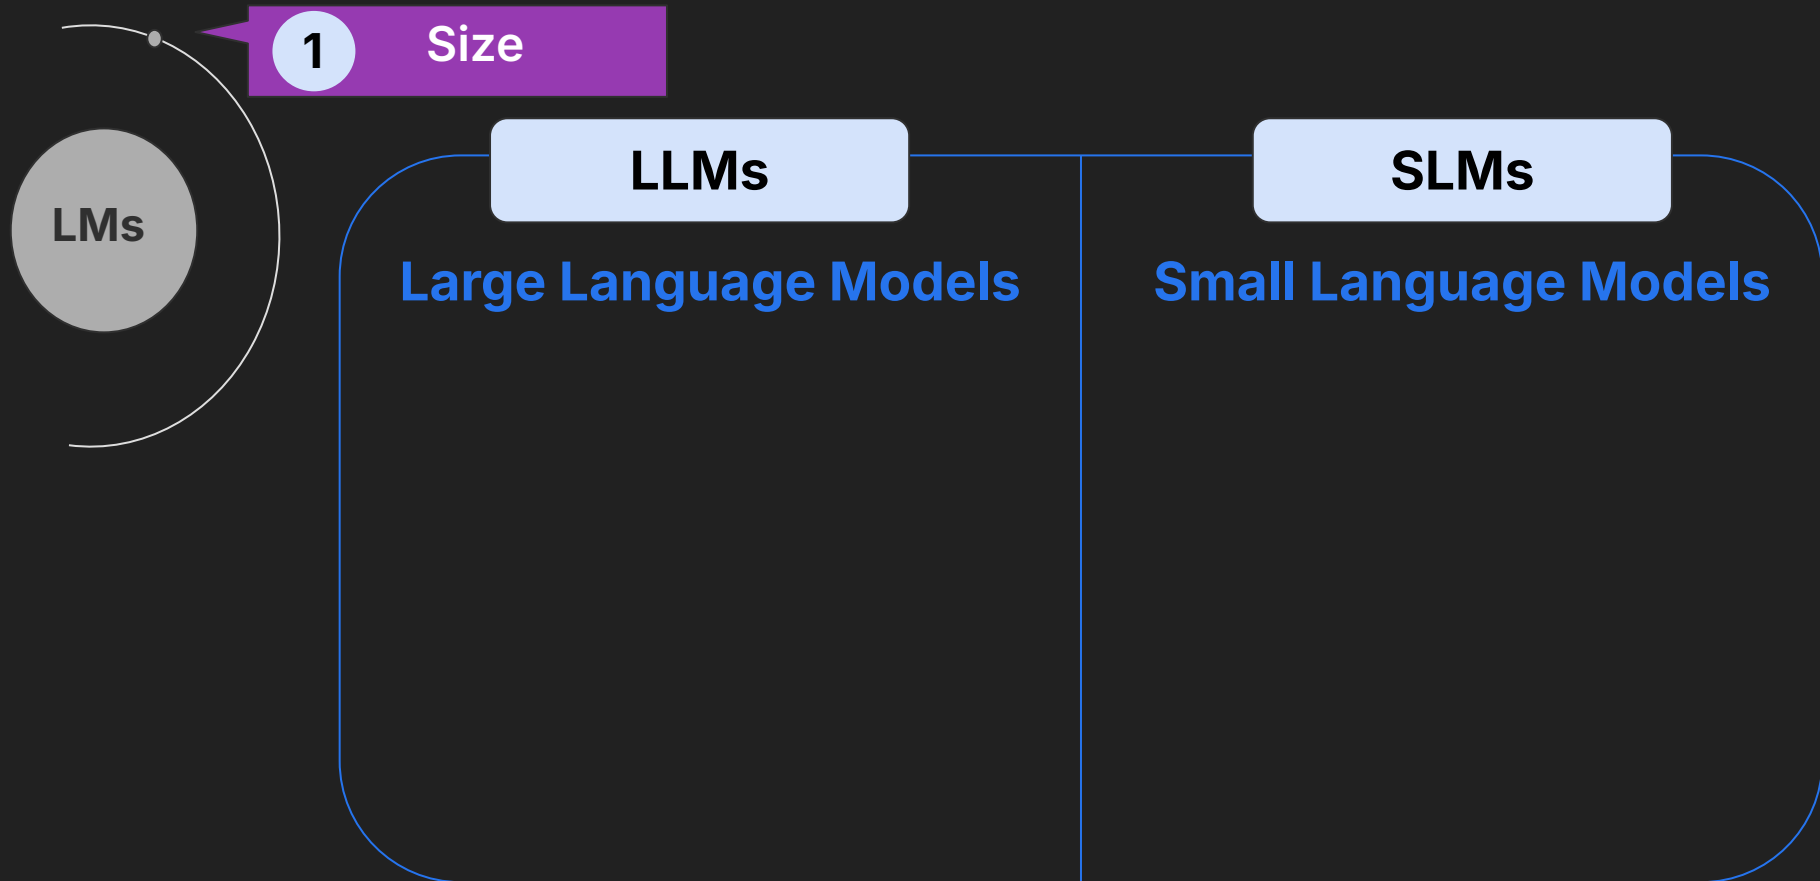 1 Size
LMs
LLMs
SLMs
Large Language Models
Small Language Models